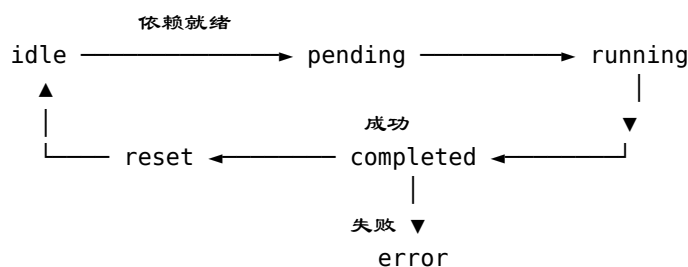 依赖就绪
idle pending running
成功
reset completed
失败
error